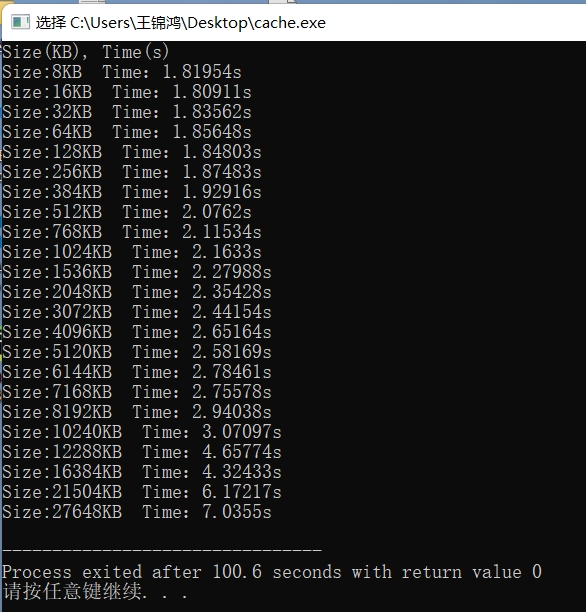 选择 C:\Users\王锦鸿\Desktop\cache.exe
Size(KB), Time(s)
Size:8KB  Time：1.81954s
Size:16KB  Time：1.80911s
Size:32KB  Time：1.83562s
Size:64KB  Time：1.85648s
Size:128KB  Time：1.84803s
Size:256KB  Time：1.87483s
Size:384KB  Time：1.92916s
Size:512KB  Time：2.0762s
Size:768KB  Time：2.11534s
Size:1024KB  Time：2.1633s
Size:1536KB  Time：2.27988s
Size:2048KB  Time：2.35428s
Size:3072KB  Time：2.44154s
Size:4096KB  Time：2.65164s
Size:5120KB  Time：2.58169s
Size:6144KB  Time：2.78461s
Size:7168KB  Time：2.75578s
Size:8192KB  Time：2.94038s
Size:10240KB  Time：3.07097s
Size:12288KB  Time：4.65774s
Size:16384KB  Time：4.32433s
Size:21504KB  Time：6.17217s
Size:27648KB  Time：7.0355s
--------------------------------
Process exited after 100.6 seconds with return value 0
请按任意键继续. . .